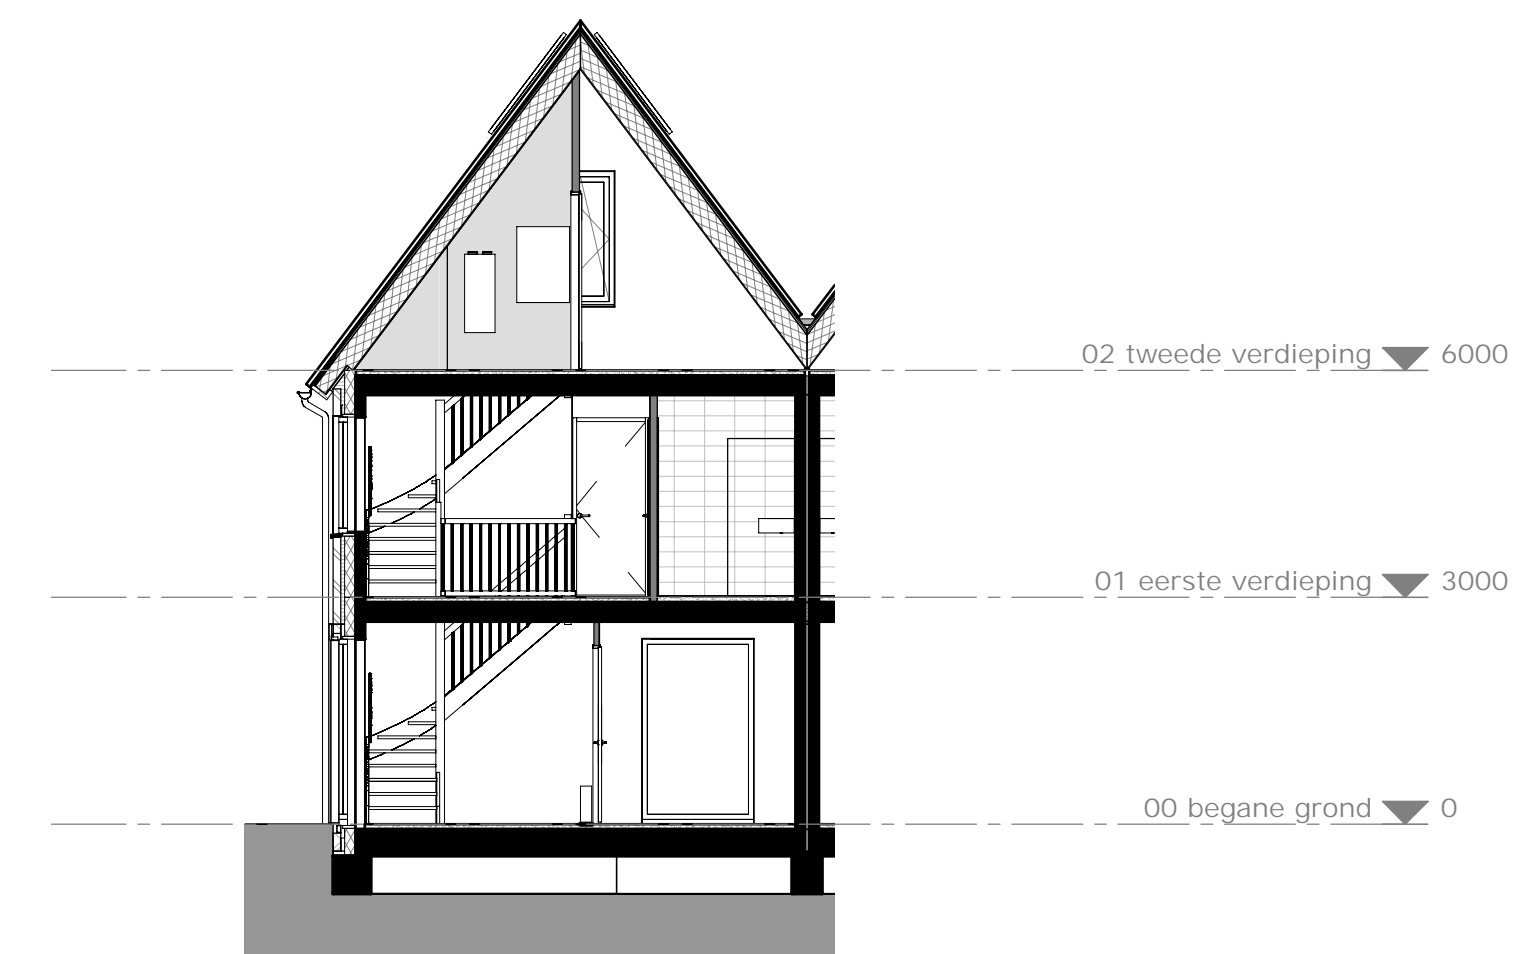 02 tweede verdieping 6000
01 eerste verdieping 3000
00 begane grond 0